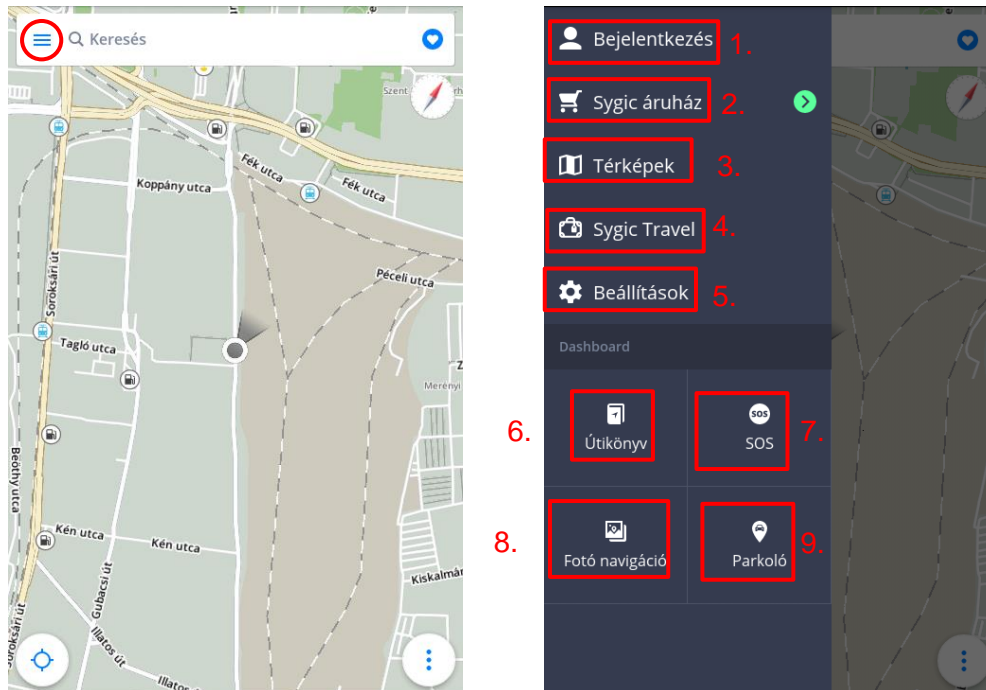 Keresés
Szent
Fék utca
Fék utca
Koppány utca
Soroksári út
Péceli utca
Tagló utca
Merényi
Beöthy utca
Kén utca
Kén utca
Kiskalmár
Gubacsi út
Soroksári út
Illatos út
Illatos
Bejelentkezés 1.
Sygic áruház 2.
Térképek 3.
Sygic Travel 4.
Beállítások 5.
Dashboard
6. Útikönyv
SOS
SOS 7.
8. Fotó navigáció
Parkoló 9.